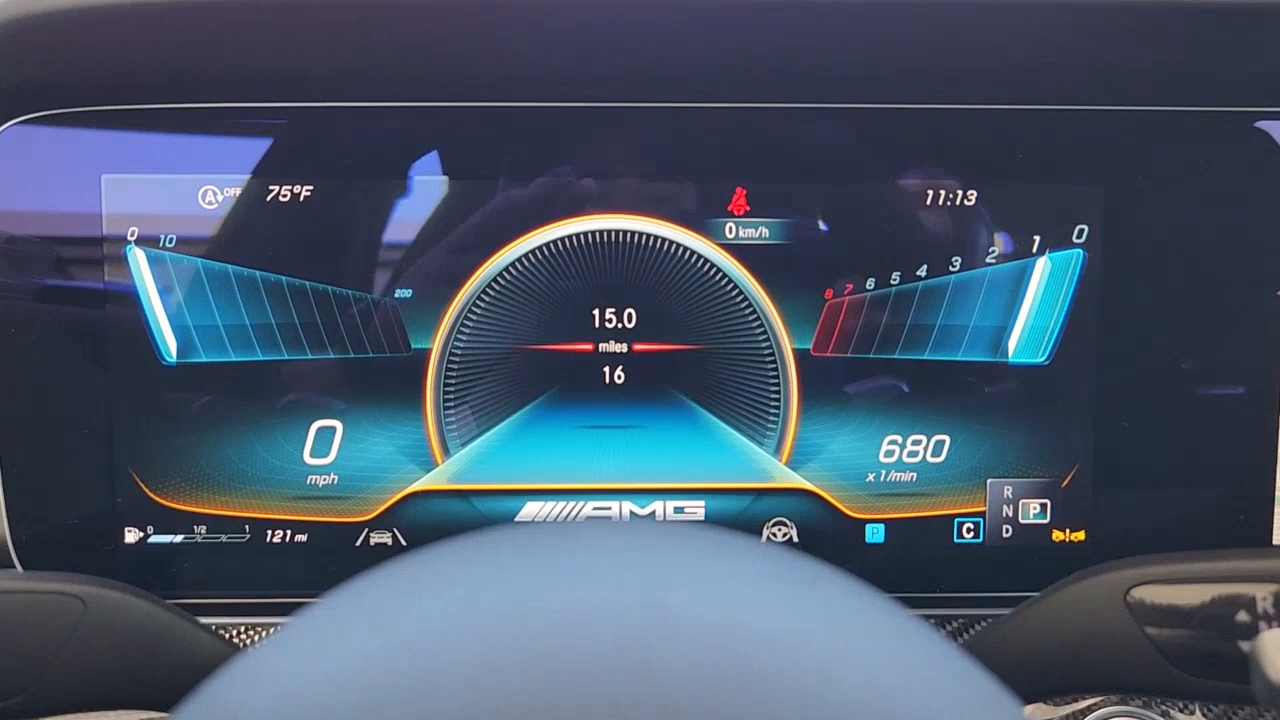 A OFF 75°F
11:13
0 km/h
0 10 200
8 7 6 5 4 3 2 1 0
15.0
miles
16
0
mph
680
x 1/min
AMG
0 1/2 1
121 mi
P
C
R
N P
D
R